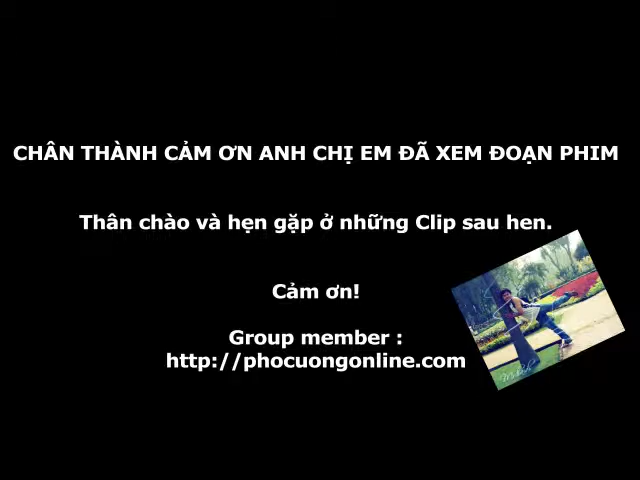 CHÂN THÀNH CẢM ƠN ANH CHỊ EM ĐÃ XEM ĐOẠN PHIM
Thân chào và hẹn gặp ở những Clip sau hen.
Cảm ơn!
Group member :
http://phocuongonline.com